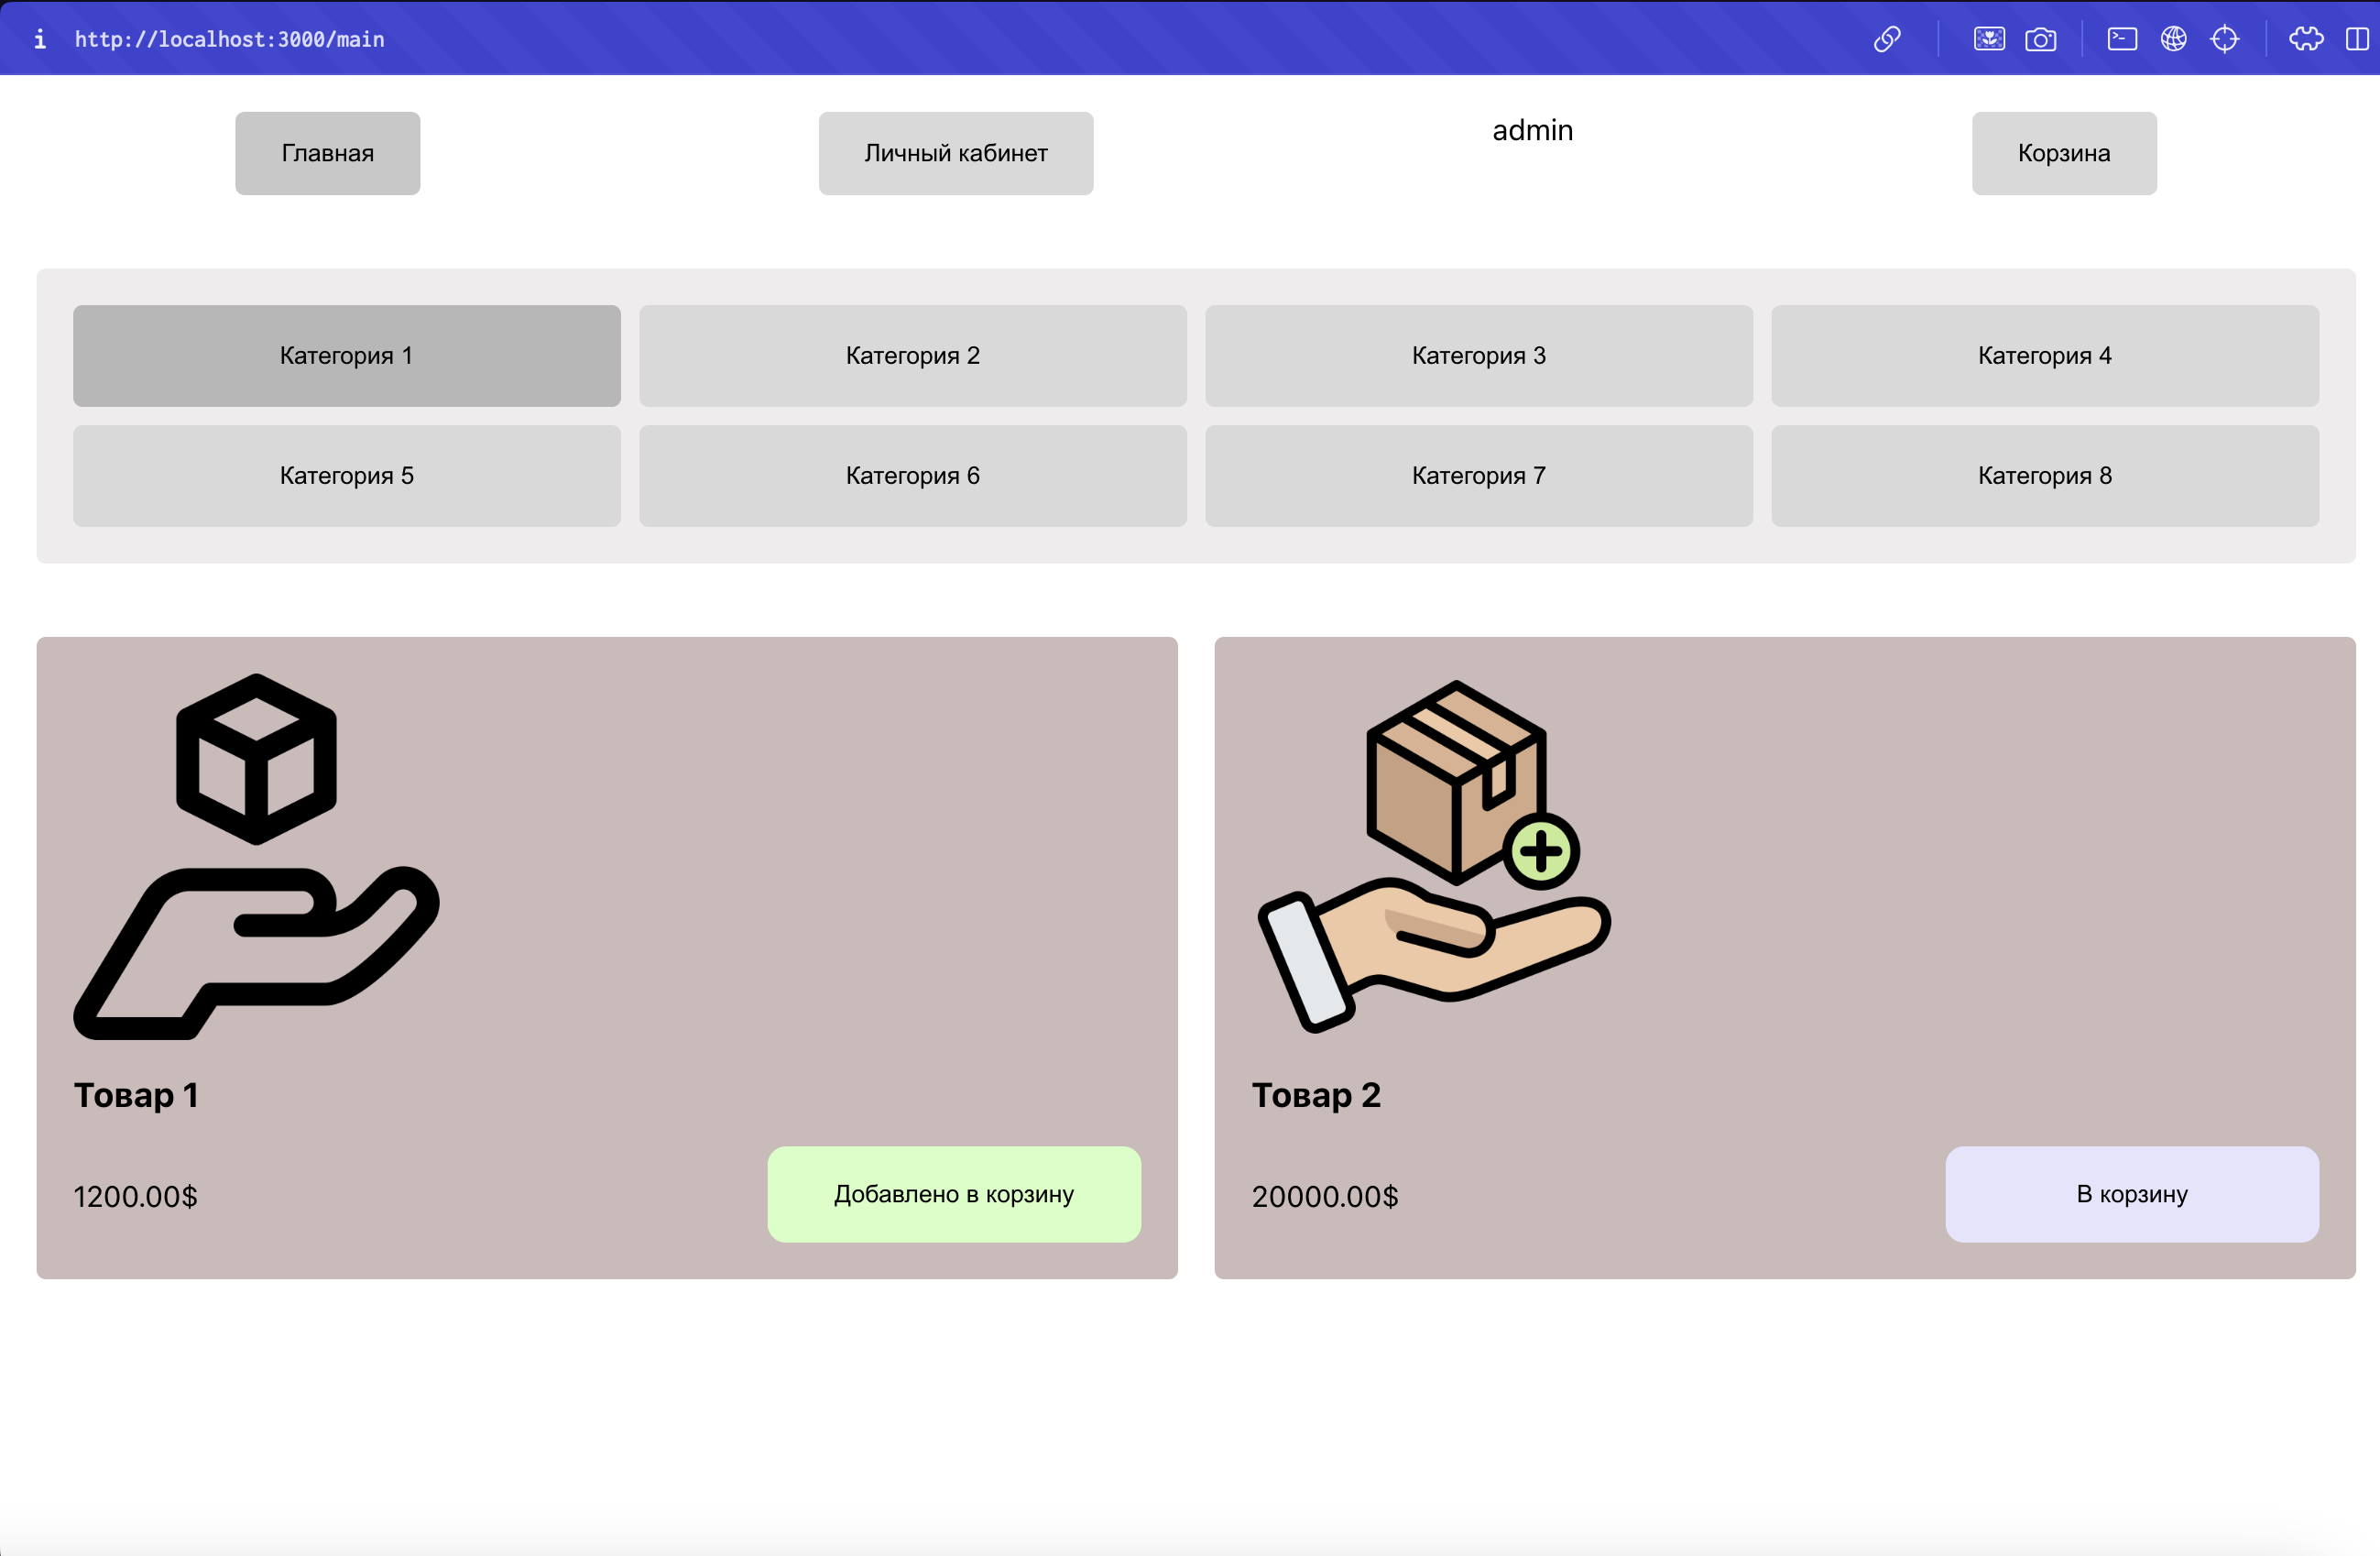 http://localhost:3000/main
Главная
Личный кабинет
admin
Корзина
Категория 1
Категория 2
Категория 3
Категория 4
Категория 5
Категория 6
Категория 7
Категория 8
Товар 1
1200.00$
Добавлено в корзину
Товар 2
20000.00$
В корзину